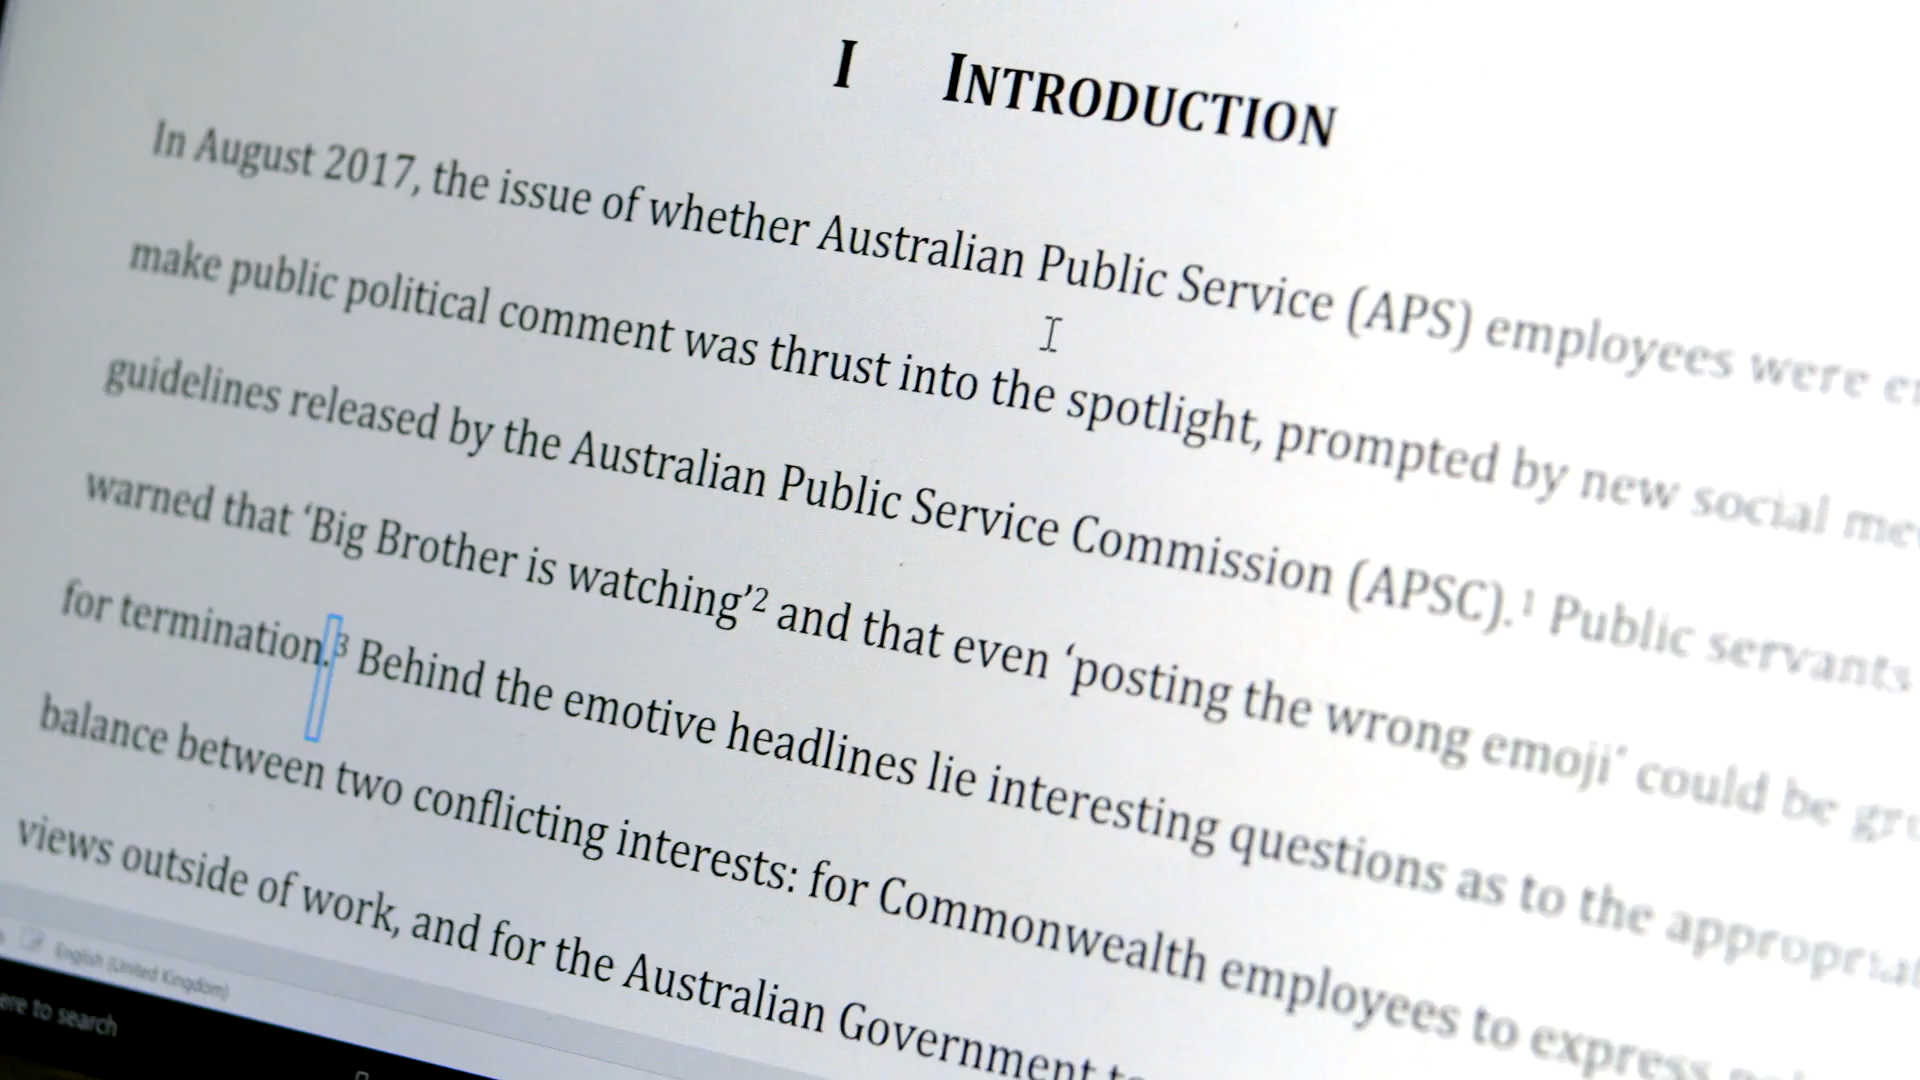 I INTRODUCTION
In August 2017, the issue of whether Australian Public Service (APS) employees were
make public political comment was thrust into the spotlight, prompted by new social
guidelines released by the Australian Public Service Commission (APSC).¹ Public servants
warned that ‘Big Brother is watching’² and that even ‘posting the wrong emoji’ could be
for termination.³ Behind the emotive headlines lie interesting questions as to the
balance between two conflicting interests: for Commonwealth employees to express
views outside of work, and for the Australian Government
English (United Kingdom)
to search